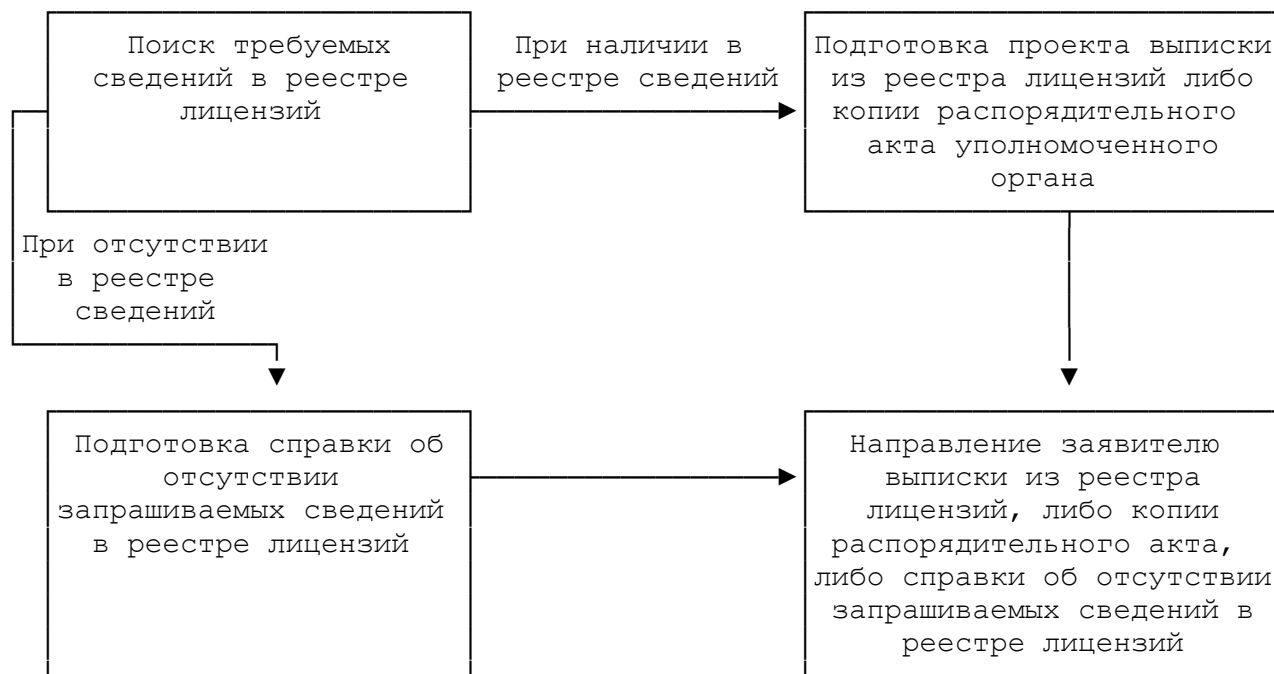 Поиск требуемых
сведений в реестре
лицензий
При наличии в
реестре сведений
Подготовка проекта выписки
из реестра лицензий либо
копии распорядительного
акта уполномоченного
органа
При отсутствии
в реестре
сведений
Подготовка справки об
отсутствии
запрашиваемых сведений
в реестре лицензий
Направление заявителю
выписки из реестра
лицензий, либо копии
распорядительного акта,
либо справки об отсутствии
запрашиваемых сведений в
реестре лицензий